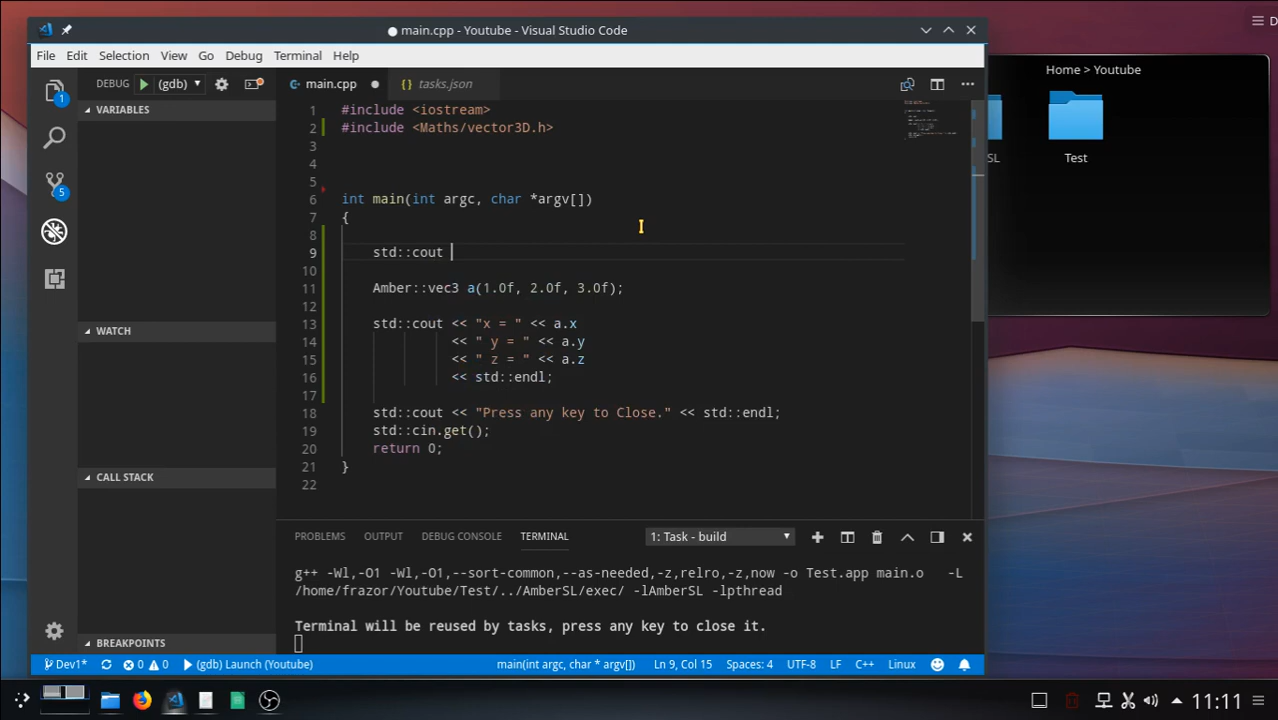 main.cpp - Youtube - Visual Studio Code
File Edit Selection View Go Debug Terminal Help
DEBUG (gdb) main.cpp {} tasks.json
1
5
VARIABLES
WATCH
CALL STACK
BREAKPOINTS
1 #include <iostream>
2 #include <Maths/vector3D.h>
3
4
5
6 int main(int argc, char *argv[])
7 {
8
9 std::cout
10
11 Amber::vec3 a(1.0f, 2.0f, 3.0f);
12
13 std::cout << "x = " << a.x
14 << " y = " << a.y
15 << " z = " << a.z
16 << std::endl;
17
18 std::cout << "Press any key to Close." << std::endl;
19 std::cin.get();
20 return 0;
21 }
22
PROBLEMS OUTPUT DEBUG CONSOLE TERMINAL 1: Task - build
g++ -Wl,-O1 -Wl,-O1,--sort-common,--as-needed,-z,relro,-z,now -o Test.app main.o -L
/home/frazor/Youtube/Test/../AmberSL/exec/ -lAmberSL -lpthread
Terminal will be reused by tasks, press any key to close it.
Dev1* 0 0 (gdb) Launch (Youtube) main(int argc, char * argv[]) Ln 9, Col 15 Spaces: 4 UTF-8 LF C++ Linux
D
Home > Youtube
SL Test
11:11